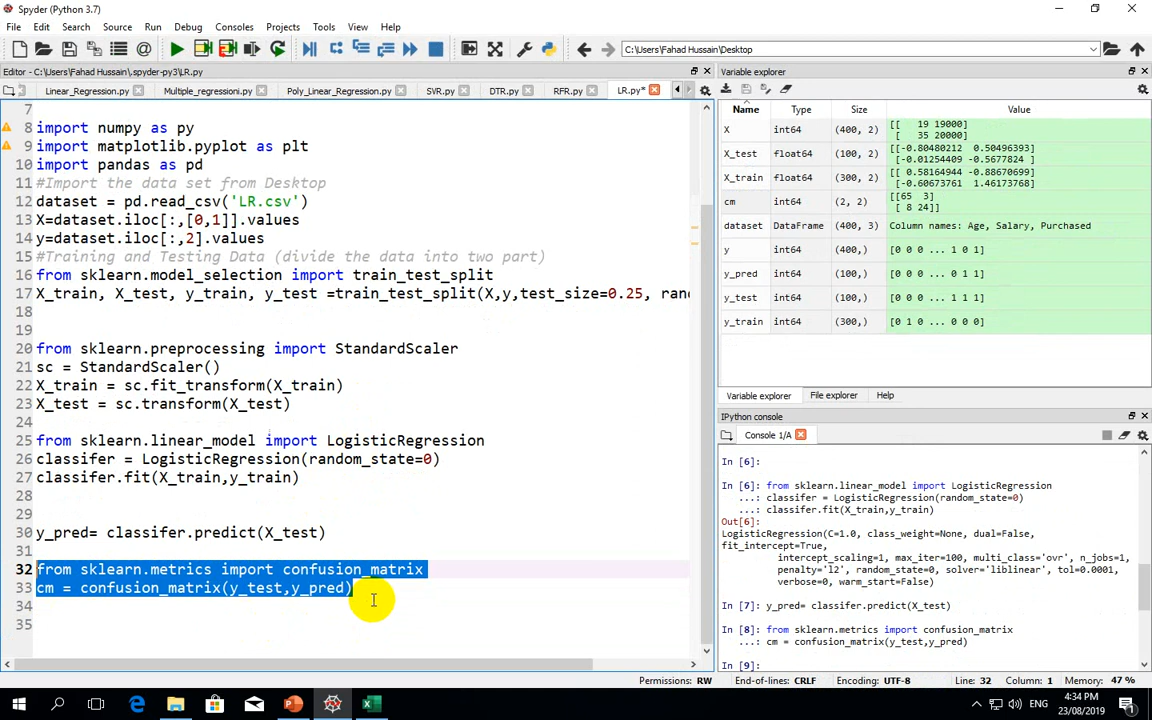 Spyder (Python 3.7)
File Edit Search Source Run Debug Consoles Projects Tools View Help
C:\Users\Fahad Hussain\Desktop
Editor - C:\Users\Fahad Hussain\.spyder-py3\LR.py
Linear_Regression.py Multiple_regressioni.py Poly_Linear_Regression.py SVR.py DTR.py RFR.py LR.py*
7
8 import numpy as py
9 import matplotlib.pyplot as plt
10 import pandas as pd
11 #Import the data set from Desktop
12 dataset = pd.read_csv('LR.csv')
13 X=dataset.iloc[:,[0,1]].values
14 y=dataset.iloc[:,2].values
15 #Training and Testing Data (divide the data into two part)
16 from sklearn.model_selection import train_test_split
17 X_train, X_test, y_train, y_test =train_test_split(X,y,test_size=0.25, ran
18
19
20 from sklearn.preprocessing import StandardScaler
21 sc = StandardScaler()
22 X_train = sc.fit_transform(X_train)
23 X_test = sc.transform(X_test)
24
25 from sklearn.linear_model import LogisticRegression
26 classifer = LogisticRegression(random_state=0)
27 classifer.fit(X_train,y_train)
28
29
30 y_pred= classifer.predict(X_test)
31
32 from sklearn.metrics import confusion_matrix
33 cm = confusion_matrix(y_test,y_pred)
34
35
Variable explorer
Name Type Size Value
X int64 (400, 2) [[ 19 19000]
[ 35 20000]
X_test float64 (100, 2) [[-0.80480212 0.50496393]
[-0.01254409 -0.5677824 ]
X_train float64 (300, 2) [[ 0.58164944 -0.88670699]
[-0.60673761 1.46173768]
cm int64 (2, 2) [[65 3]
[ 8 24]]
dataset DataFrame (400, 3) Column names: Age, Salary, Purchased
y int64 (400,) [0 0 0 ... 1 0 1]
y_pred int64 (100,) [0 0 0 ... 0 1 1]
y_test int64 (100,) [0 0 0 ... 1 1 1]
y_train int64 (300,) [0 1 0 ... 0 0 0]
Variable explorer File explorer Help
IPython console
Console 1/A
In [6]:
In [6]: from sklearn.linear_model import LogisticRegression
...: classifer = LogisticRegression(random_state=0)
...: classifer.fit(X_train,y_train)
Out[6]:
LogisticRegression(C=1.0, class_weight=None, dual=False,
fit_intercept=True,
intercept_scaling=1, max_iter=100, multi_class='ovr', n_jobs=1,
penalty='l2', random_state=0, solver='liblinear', tol=0.0001,
verbose=0, warm_start=False)
In [7]: y_pred= classifer.predict(X_test)
In [8]: from sklearn.metrics import confusion_matrix
...: cm = confusion_matrix(y_test,y_pred)
In [9]:
Permissions: RW End-of-lines: CRLF Encoding: UTF-8 Line: 32 Column: 1 Memory: 47 %
ENG
4:34 PM
23/08/2019
1